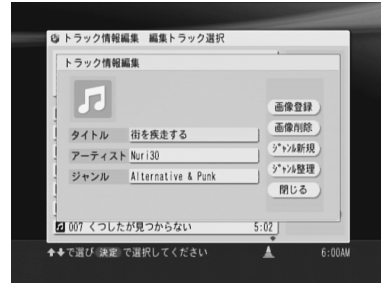 トラック情報編集 編集トラック選択
トラック情報編集
画像登録
画像削除
タイトル 街を疾走する
ジャンル新規
アーティスト Nuri30
ジャンル整理
ジャンル Alternative & Punk
閉じる
007 くつしたが見つからない 5:02
で選び 決定 で選択してください 6:00AM